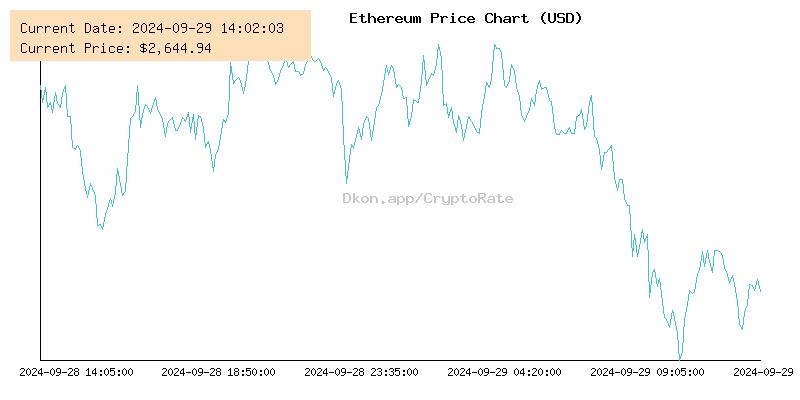 Ethereum Price Chart (USD)
Current Date: 2024-09-29 14:02:03
Current Price: $2,644.94
Dkon.app/CryptoRate
2024-09-28 14:05:00 2024-09-28 18:50:00 2024-09-28 23:35:00 2024-09-29 04:20:00 2024-09-29 09:05:00 2024-09-29